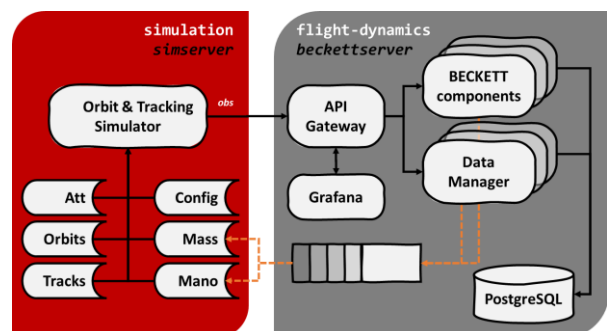 simulation
simserver
flight-dynamics
beckettserver
Orbit & Tracking
Simulator
obs
API
Gateway
BECKETT
components
Data
Manager
Grafana
Att
Config
Orbits
Mass
Tracks
Mano
PostgreSQL